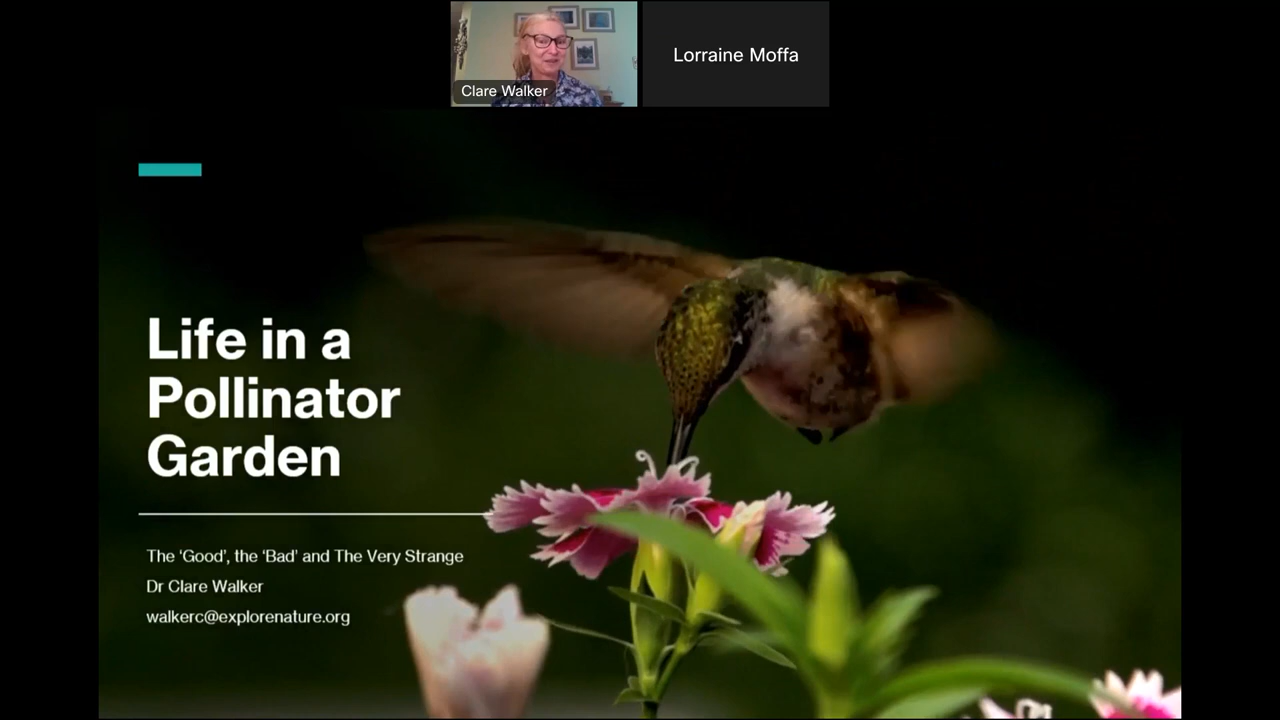 Clare Walker
Lorraine Moffa
Life in a
Pollinator
Garden
The 'Good', the 'Bad' and The Very Strange
Dr Clare Walker
walkerc@explorenature.org